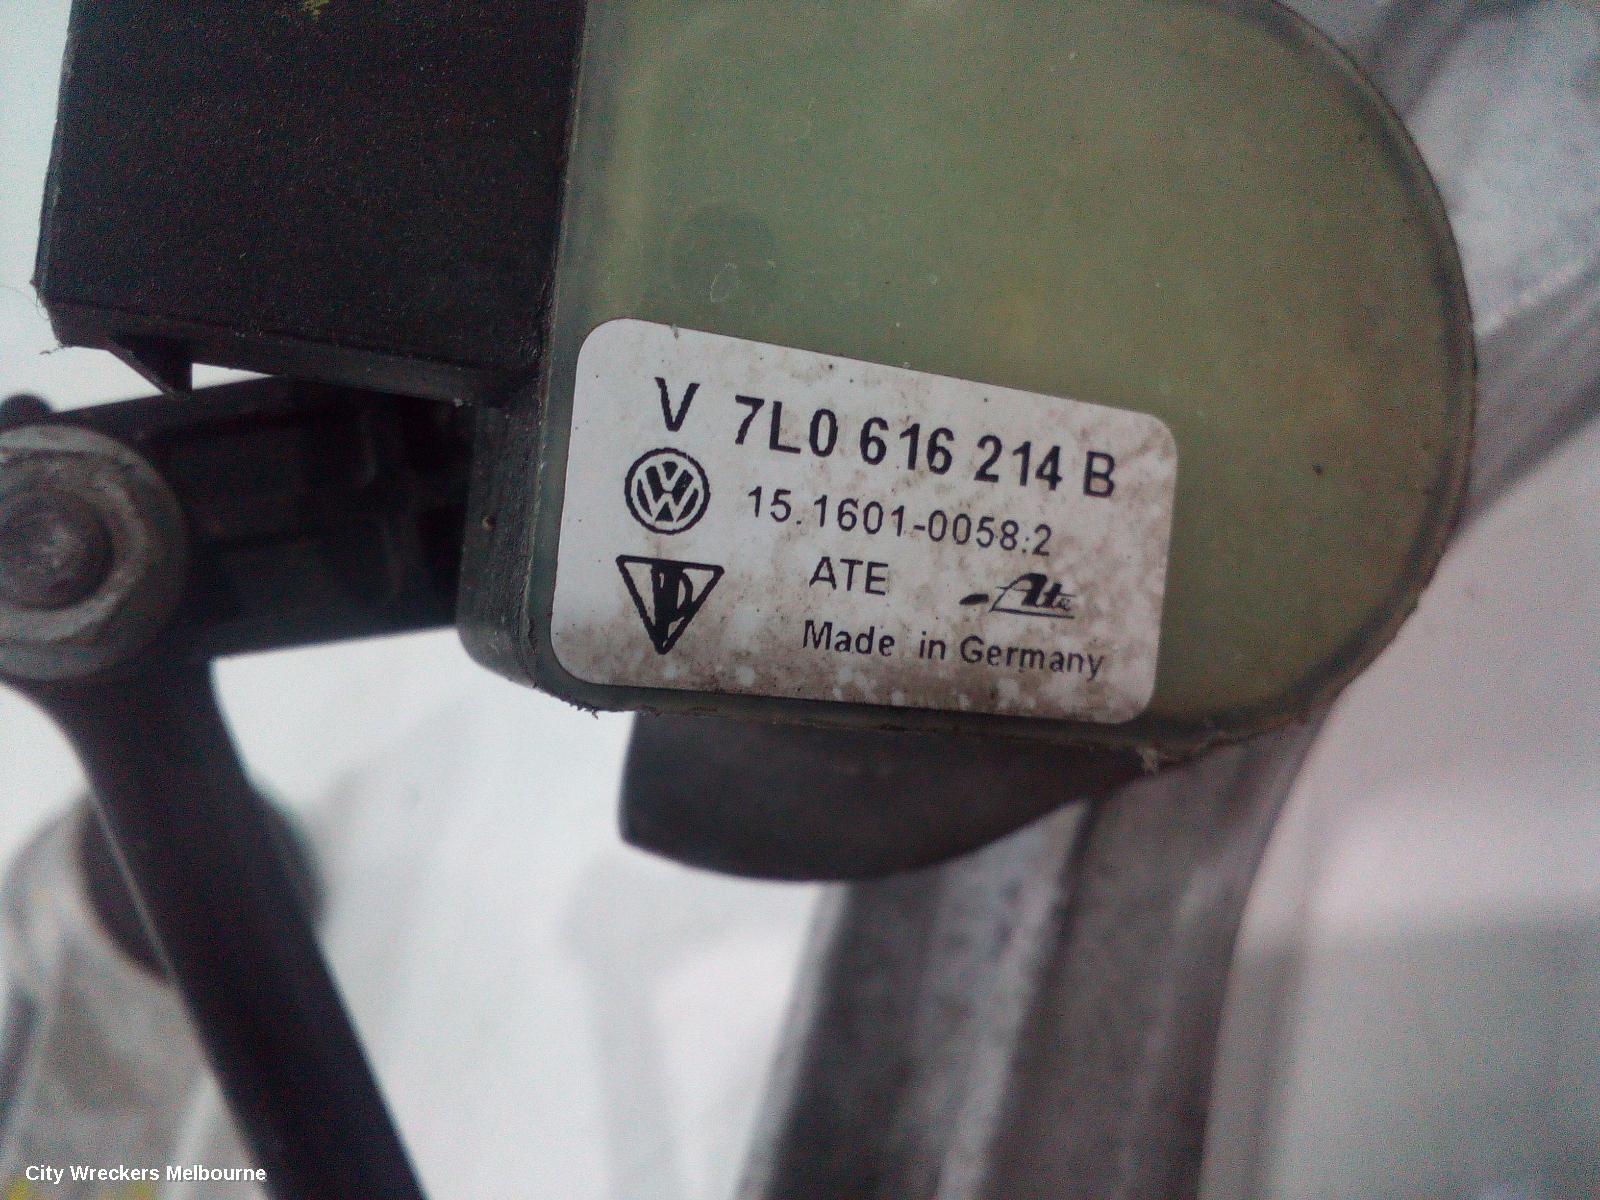 V 7L0 616 214 B
15.1601-0058.2
ATE Ate
Made in Germany
City Wreckers Melbourne